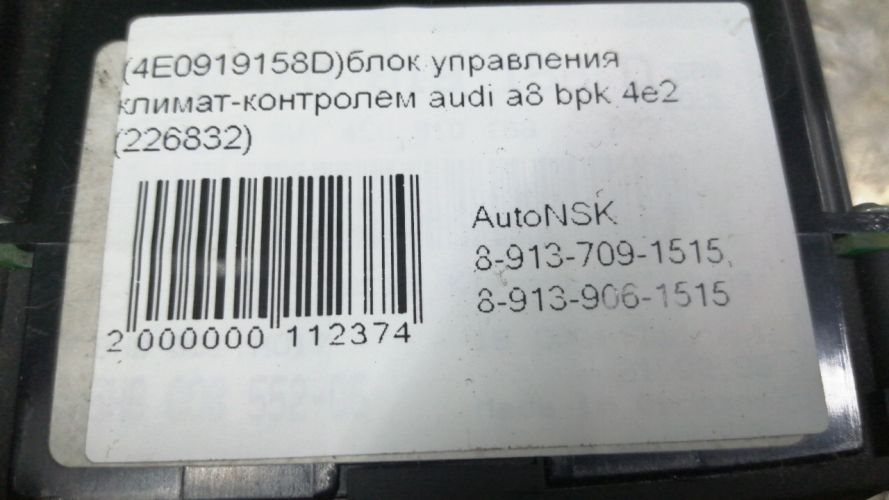 (4E0919158D)блок управления
климат-контролем audi a8 bpk 4e2
(226832)
AutoNSK
8-913-709-1515,
8-913-906-1515
2 000000 112374